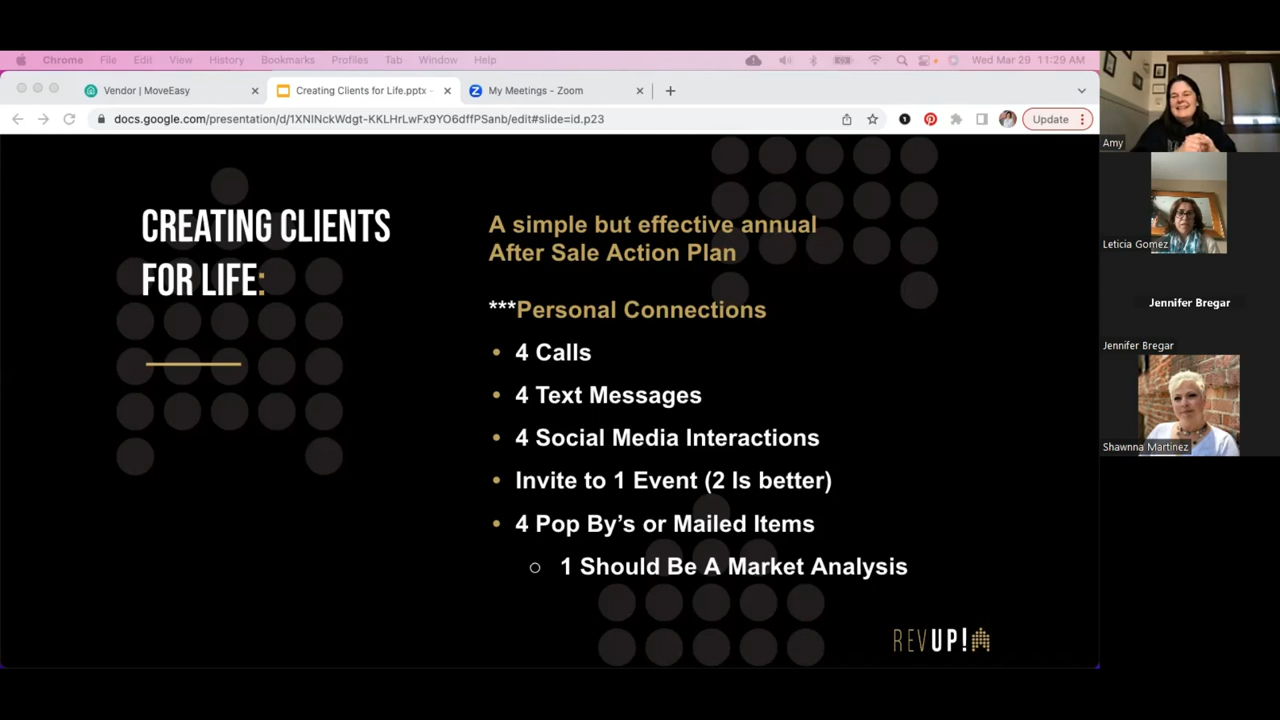 Chrome File Edit View History Bookmarks Profiles Tab Window Help Wed Mar 29 11:29 AM
Vendor | MoveEasy
Creating Clients for Life.pptx -
My Meetings - Zoom
docs.google.com/presentation/d/1XNINckWdgt-KKLHrLwFx9YO6dffPSanb/edit#slide=id.p23
Update
CREATING CLIENTS
FOR LIFE:
A simple but effective annual
After Sale Action Plan
***Personal Connections
• 4 Calls
• 4 Text Messages
• 4 Social Media Interactions
• Invite to 1 Event (2 Is better)
• 4 Pop By’s or Mailed Items
○ 1 Should Be A Market Analysis
REVUP!
Amy
Leticia Gomez
Jennifer Bregar
Jennifer Bregar
Shawnna Martinez